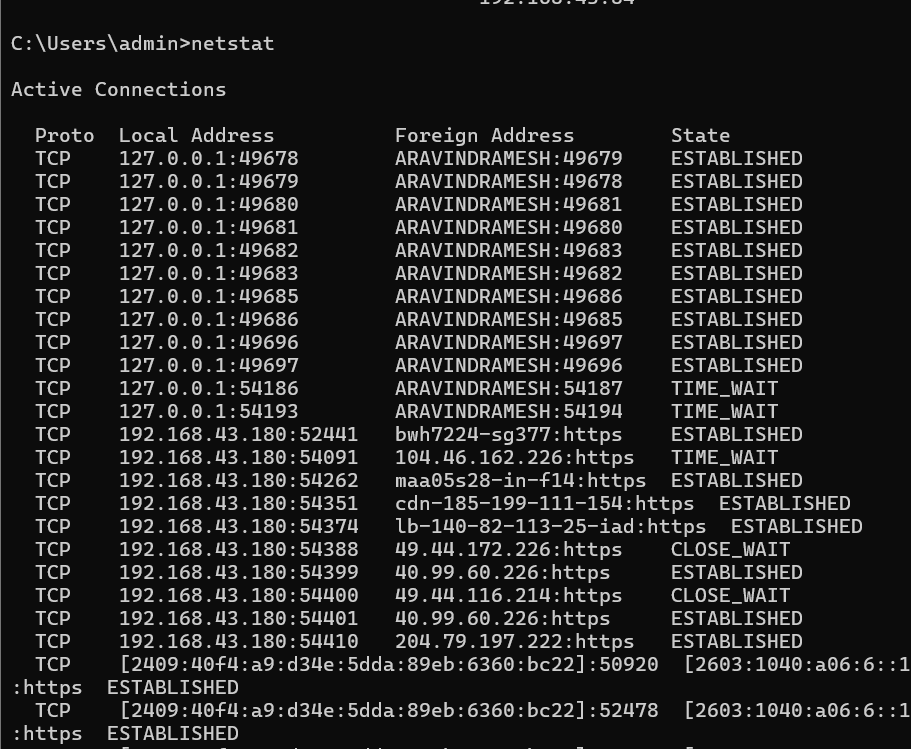 C:\Users\admin>netstat
Active Connections
Proto  Local Address          Foreign Address        State
TCP    127.0.0.1:49678        ARAVINDRAMESH:49679    ESTABLISHED
TCP    127.0.0.1:49679        ARAVINDRAMESH:49678    ESTABLISHED
TCP    127.0.0.1:49680        ARAVINDRAMESH:49681    ESTABLISHED
TCP    127.0.0.1:49681        ARAVINDRAMESH:49680    ESTABLISHED
TCP    127.0.0.1:49682        ARAVINDRAMESH:49683    ESTABLISHED
TCP    127.0.0.1:49683        ARAVINDRAMESH:49682    ESTABLISHED
TCP    127.0.0.1:49685        ARAVINDRAMESH:49686    ESTABLISHED
TCP    127.0.0.1:49686        ARAVINDRAMESH:49685    ESTABLISHED
TCP    127.0.0.1:49696        ARAVINDRAMESH:49697    ESTABLISHED
TCP    127.0.0.1:49697        ARAVINDRAMESH:49696    ESTABLISHED
TCP    127.0.0.1:54186        ARAVINDRAMESH:54187    TIME_WAIT
TCP    127.0.0.1:54193        ARAVINDRAMESH:54194    TIME_WAIT
TCP    192.168.43.180:52441   bwh7224-sg377:https    ESTABLISHED
TCP    192.168.43.180:54091   104.46.162.226:https   TIME_WAIT
TCP    192.168.43.180:54262   maa05s28-in-f14:https  ESTABLISHED
TCP    192.168.43.180:54351   cdn-185-199-111-154:https  ESTABLISHED
TCP    192.168.43.180:54374   lb-140-82-113-25-iad:https  ESTABLISHED
TCP    192.168.43.180:54388   49.44.172.226:https    CLOSE_WAIT
TCP    192.168.43.180:54399   40.99.60.226:https     ESTABLISHED
TCP    192.168.43.180:54400   49.44.116.214:https    CLOSE_WAIT
TCP    192.168.43.180:54401   40.99.60.226:https     ESTABLISHED
TCP    192.168.43.180:54410   204.79.197.222:https   ESTABLISHED
TCP    [2409:40f4:a9:d34e:5dda:89eb:6360:bc22]:50920  [2603:1040:a06:6::1
:https  ESTABLISHED
TCP    [2409:40f4:a9:d34e:5dda:89eb:6360:bc22]:52478  [2603:1040:a06:6::1
:https  ESTABLISHED